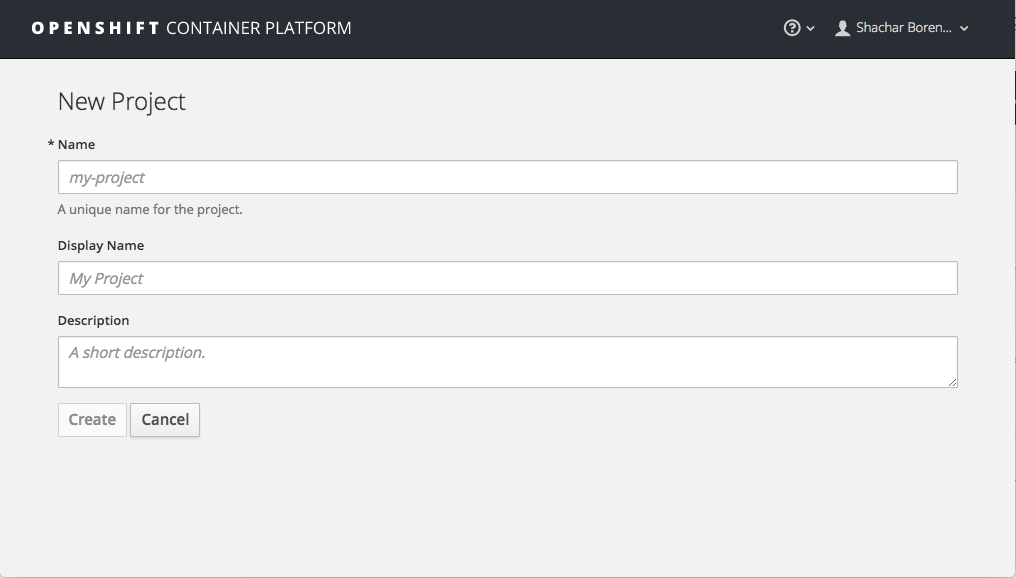 OPENSHIFT CONTAINER PLATFORM
Shachar Boren...
New Project
* Name
my-project
A unique name for the project.
Display Name
My Project
Description
A short description.
Create Cancel